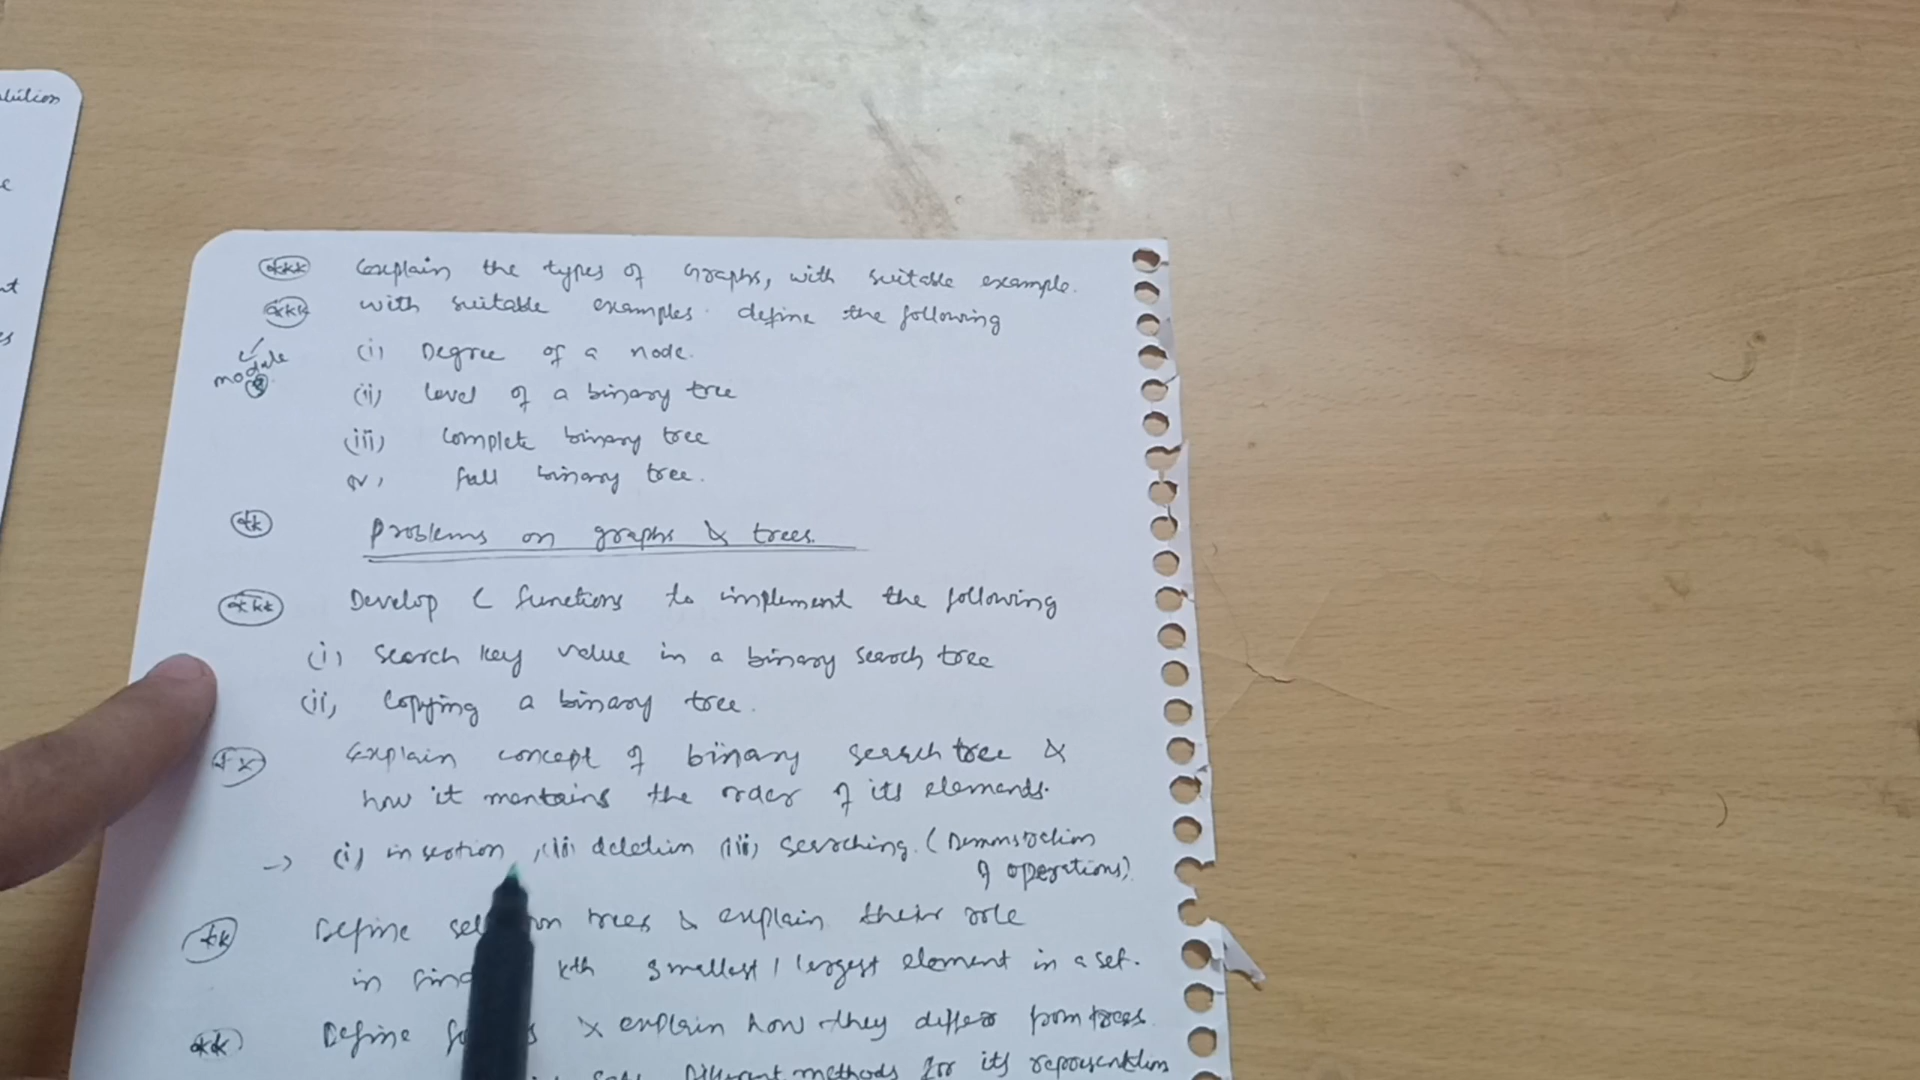 *** Explain the types of Graphs, with suitable example.
*** with suitable examples define the following
module
(i) Degree of a node.
(ii) level of a binary tree
(iii) Complete binary tree
iv, full binary tree.
** Problems on graphs & trees.
*** Develop C functions to implement the following
(i) Search key value in a binary search tree
(ii, Copying a binary tree.
** Explain concept of binary search tree &
how it mentains the order of its elements.
-> (i) insertion, (ii) deletion (iii) Searching. (Demonstration
of operations)
** Define trees & explain their role
in kth smallest / largest element in a set.
** Define & explain how they differ from trees
Different methods for its representation